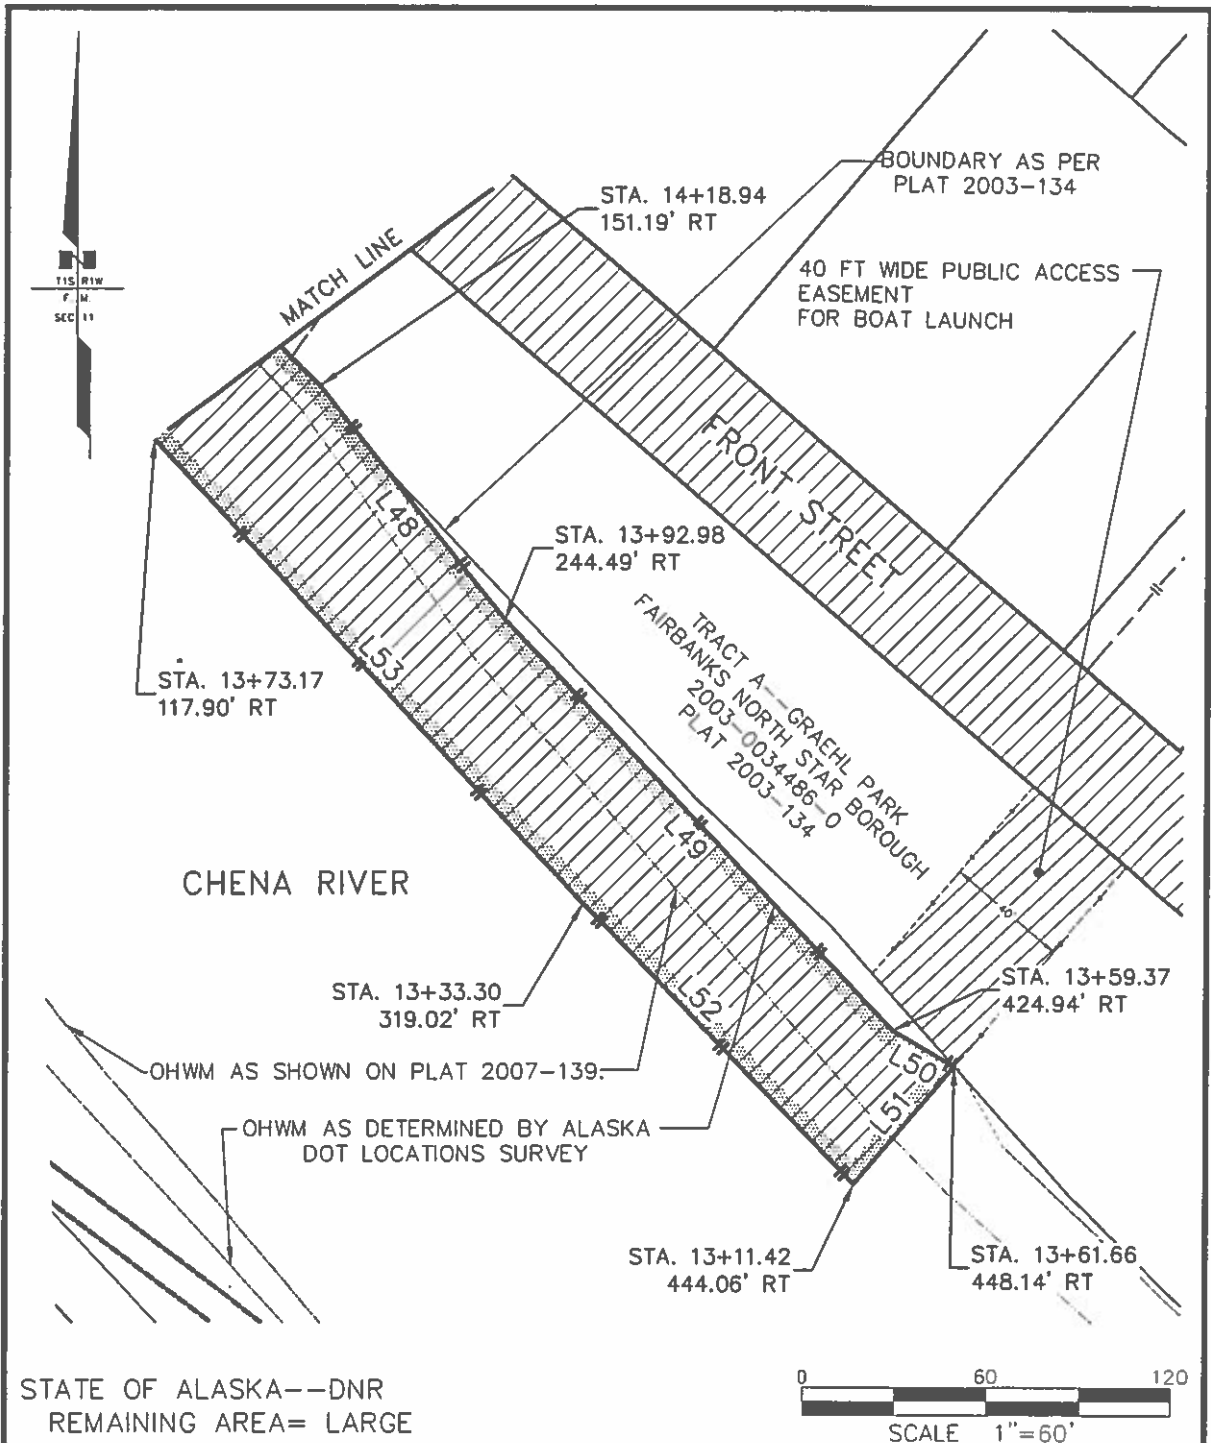 BOUNDARY AS PER
PLAT 2003-134
STA. 14+18.94
151.19' RT
MATCH LINE
40 FT WIDE PUBLIC ACCESS
EASEMENT
FOR BOAT LAUNCH
T1S R1W
F. M.
SEC 11
FRONT STREET
L48
STA. 13+92.98
244.49' RT
TRACT A--GRAEHL PARK
FAIRBANKS NORTH STAR BOROUGH
2003-0034486-0
PLAT 2003-134
L53
STA. 13+73.17
117.90' RT
L49
CHENA RIVER
40'
STA. 13+59.37
424.94' RT
STA. 13+33.30
319.02' RT
L52
L50
OHWM AS SHOWN ON PLAT 2007-139.
L51
OHWM AS DETERMINED BY ALASKA
DOT LOCATIONS SURVEY
STA. 13+11.42
444.06' RT
STA. 13+61.66
448.14' RT
STATE OF ALASKA--DNR
REMAINING AREA= LARGE
0 60 120
SCALE 1"=60'